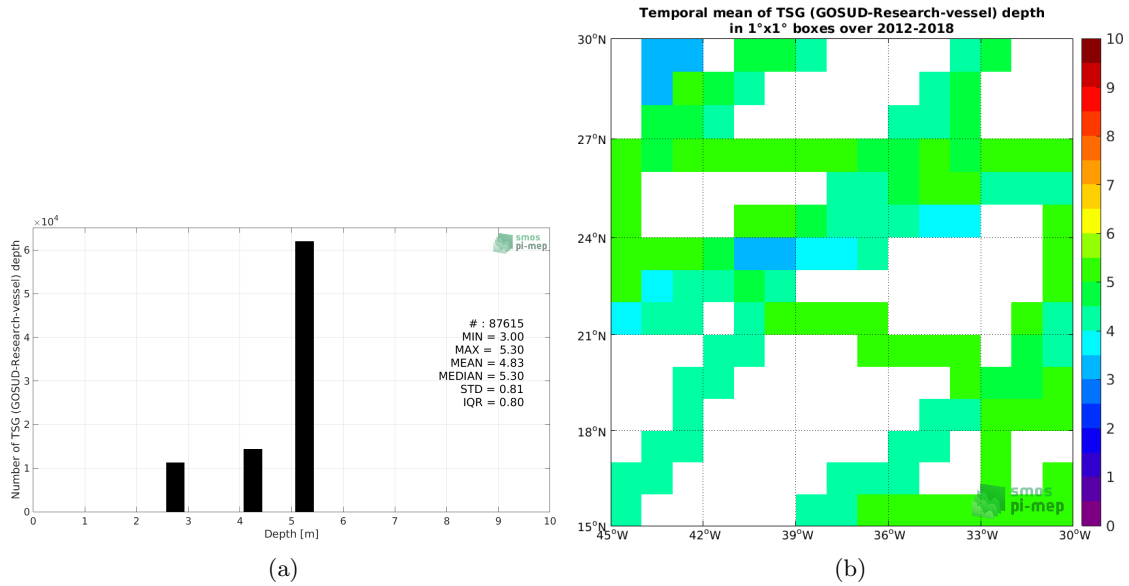 ×10⁴
6
5
4
3
2
1
0
Number of TSG (GOSUD-Research-vessel) depth
smos
pi-mep
# : 87615
MIN = 3.00
MAX = 5.30
MEAN = 4.83
MEDIAN = 5.30
STD = 0.81
IQR = 0.80
0 1 2 3 4 5 6 7 8 9 10
Depth [m]
(a)
Temporal mean of TSG (GOSUD-Research-vessel) depth
in 1°x1° boxes over 2012-2018
30°N
27°N
24°N
21°N
18°N
15°N
45°W 42°W 39°W 36°W 33°W 30°W
smos
pi-mep
10
9
8
7
6
5
4
3
2
1
0
(b)